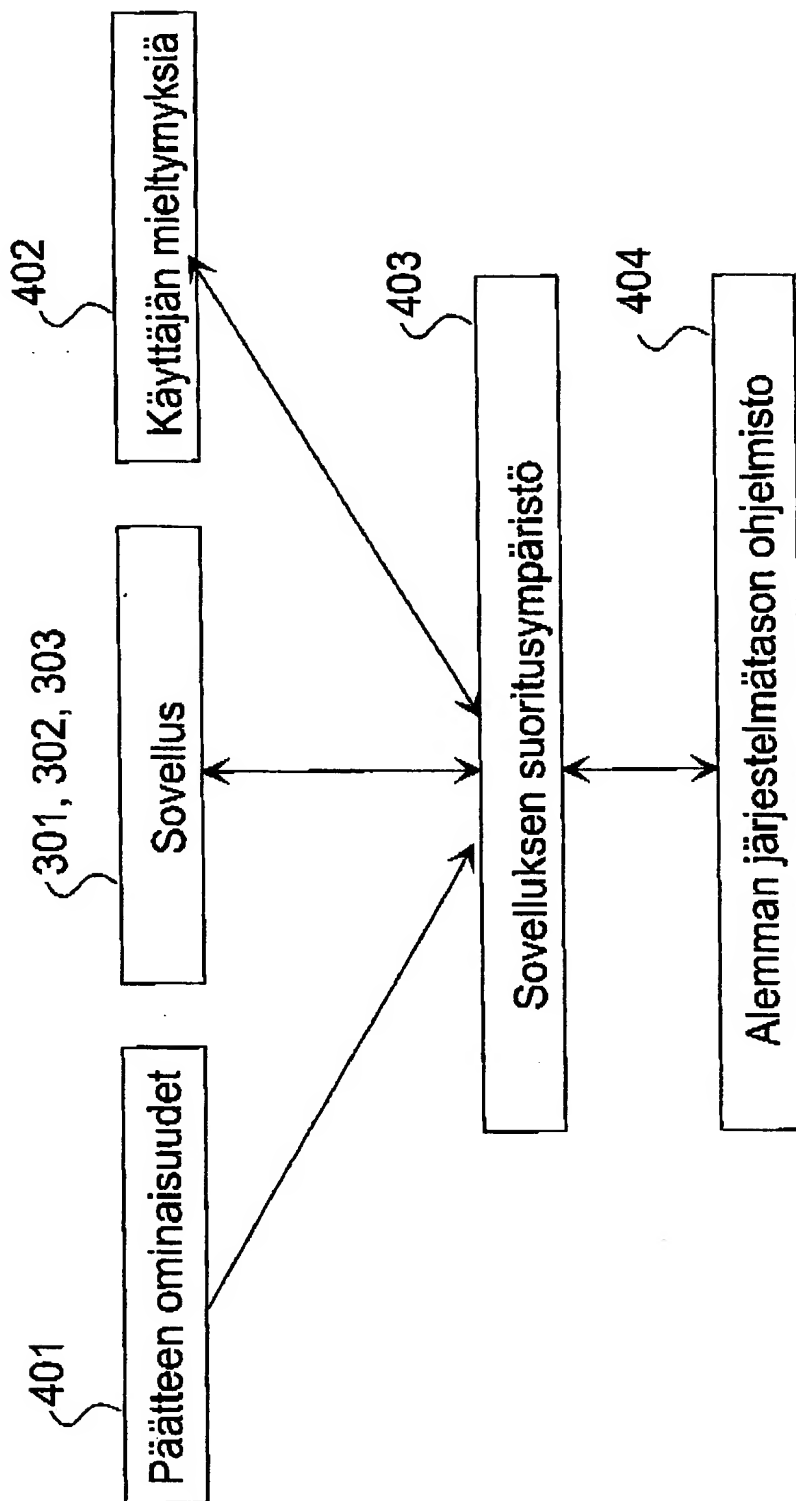 401
Päätteen ominaisuudet
301, 302, 303
Sovellus
402
Käyttäjän mieltymyksiä
403
Sovelluksen suoritusympäristö
404
Alemman järjestelmätason ohjelmisto